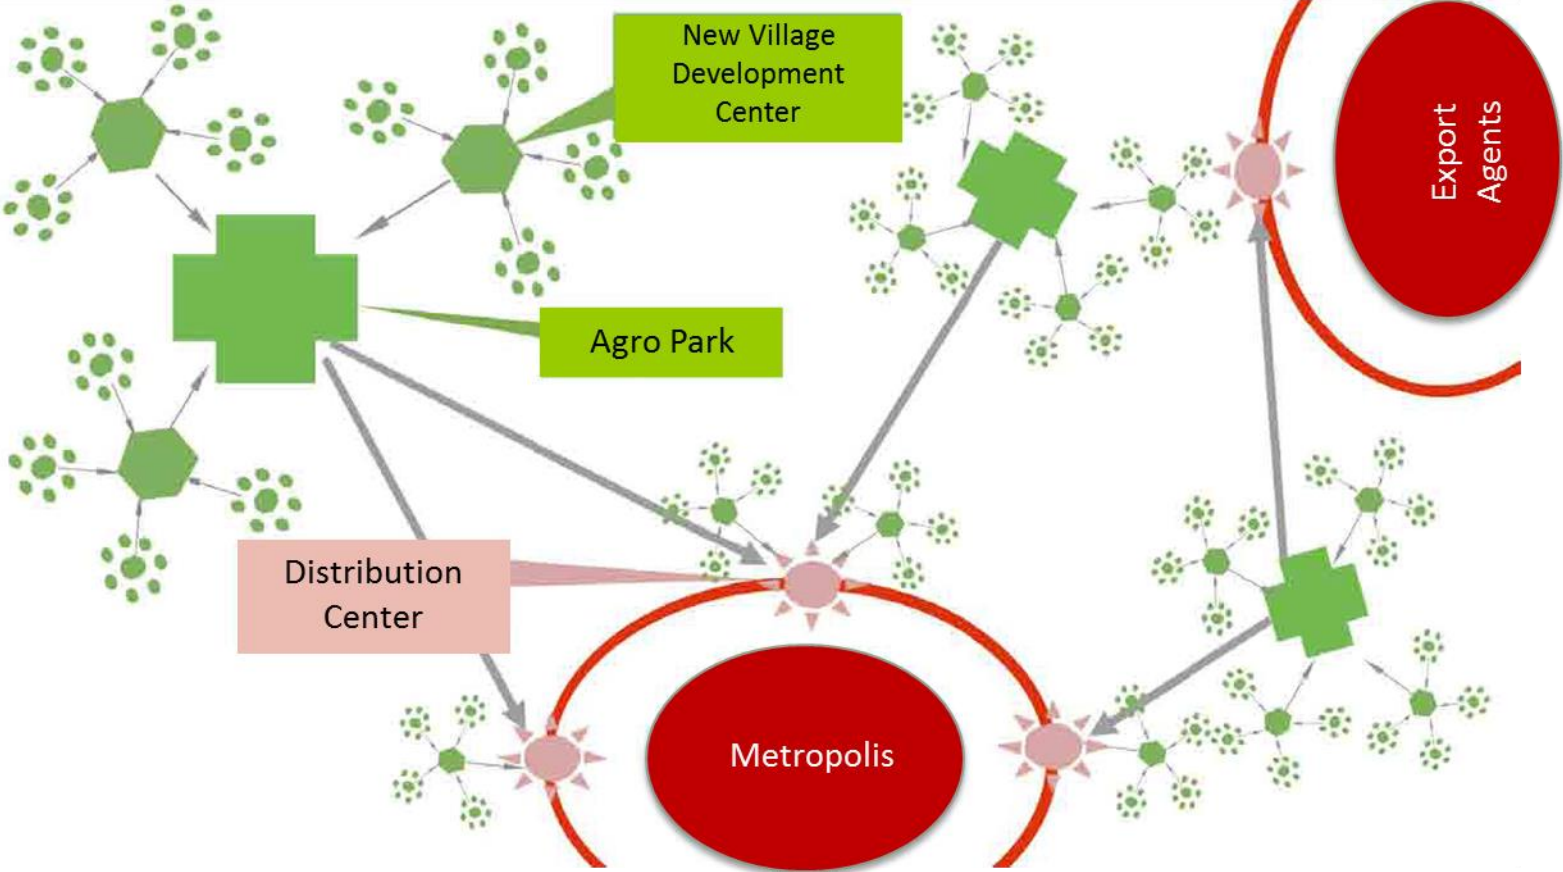 New Village
Development
Center
Export
Agents
Agro Park
Distribution
Center
Metropolis